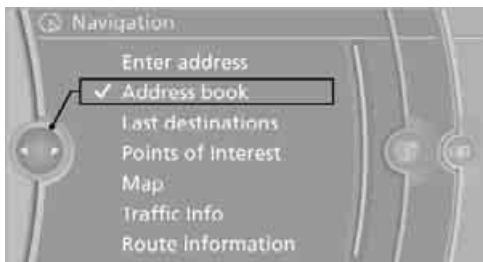 Navigation
Enter address
Address book
Last destinations
Points of Interest
Map
Traffic Info
Route information